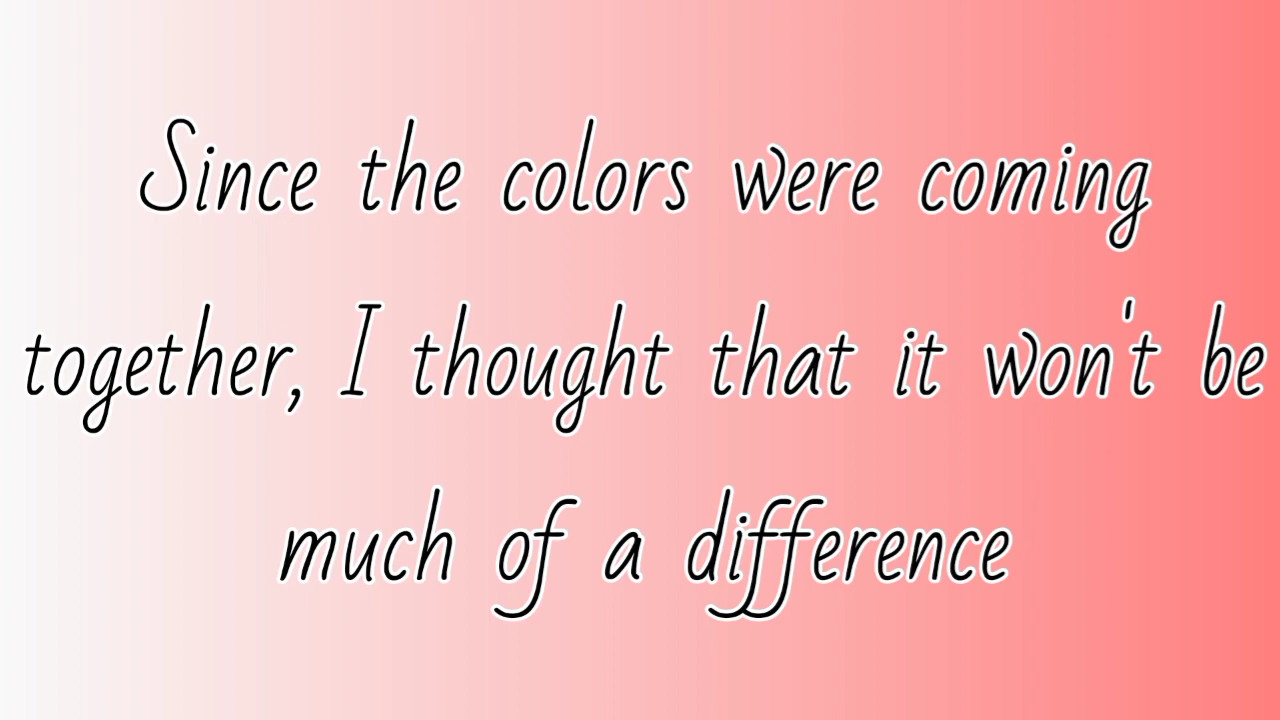 Since the colors were coming
together, I thought that it won't be
much of a difference